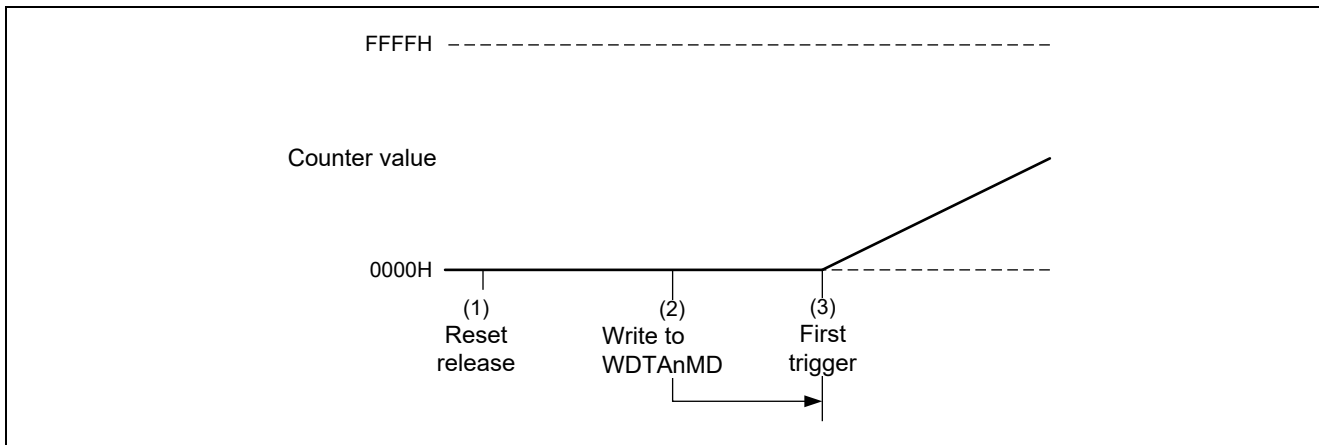 FFFFH
Counter value
0000H
(1)
Reset
release
(2)
Write to
WDTAnMD
(3)
First
trigger